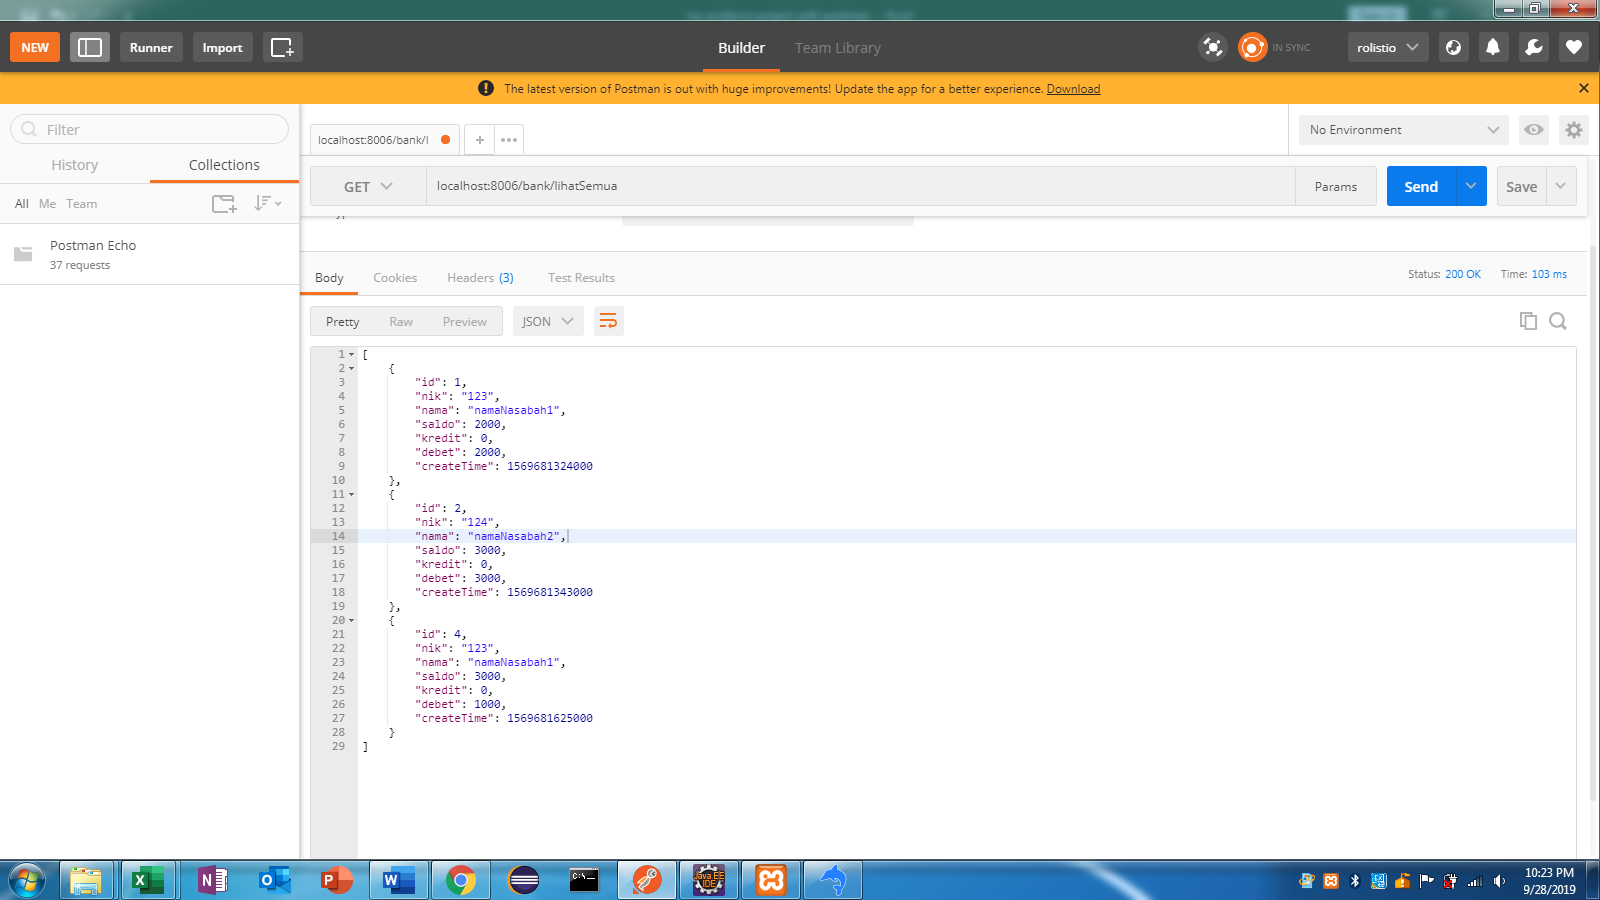 NEW
Runner
Import
Builder
Team Library
IN SYNC
rolistio
The latest version of Postman is out with huge improvements! Update the app for a better experience. Download
Filter
History
Collections
All Me Team
Postman Echo
37 requests
localhost:8006/bank/l
No Environment
GET
localhost:8006/bank/lihatSemua
Params
Send
Save
Body
Cookies
Headers (3)
Test Results
Status: 200 OK
Time: 103 ms
Pretty
Raw
Preview
JSON
1 [
2 {
3 "id": 1,
4 "nik": "123",
5 "nama": "namaNasabah1",
6 "saldo": 2000,
7 "kredit": 0,
8 "debet": 2000,
9 "createTime": 1569681324000
10 },
11 {
12 "id": 2,
13 "nik": "124",
14 "nama": "namaNasabah2",
15 "saldo": 3000,
16 "kredit": 0,
17 "debet": 3000,
18 "createTime": 1569681343000
19 },
20 {
21 "id": 4,
22 "nik": "123",
23 "nama": "namaNasabah1",
24 "saldo": 3000,
25 "kredit": 0,
26 "debet": 1000,
27 "createTime": 1569681625000
28 }
29 ]
Java EE
IDE
10:23 PM
9/28/2019